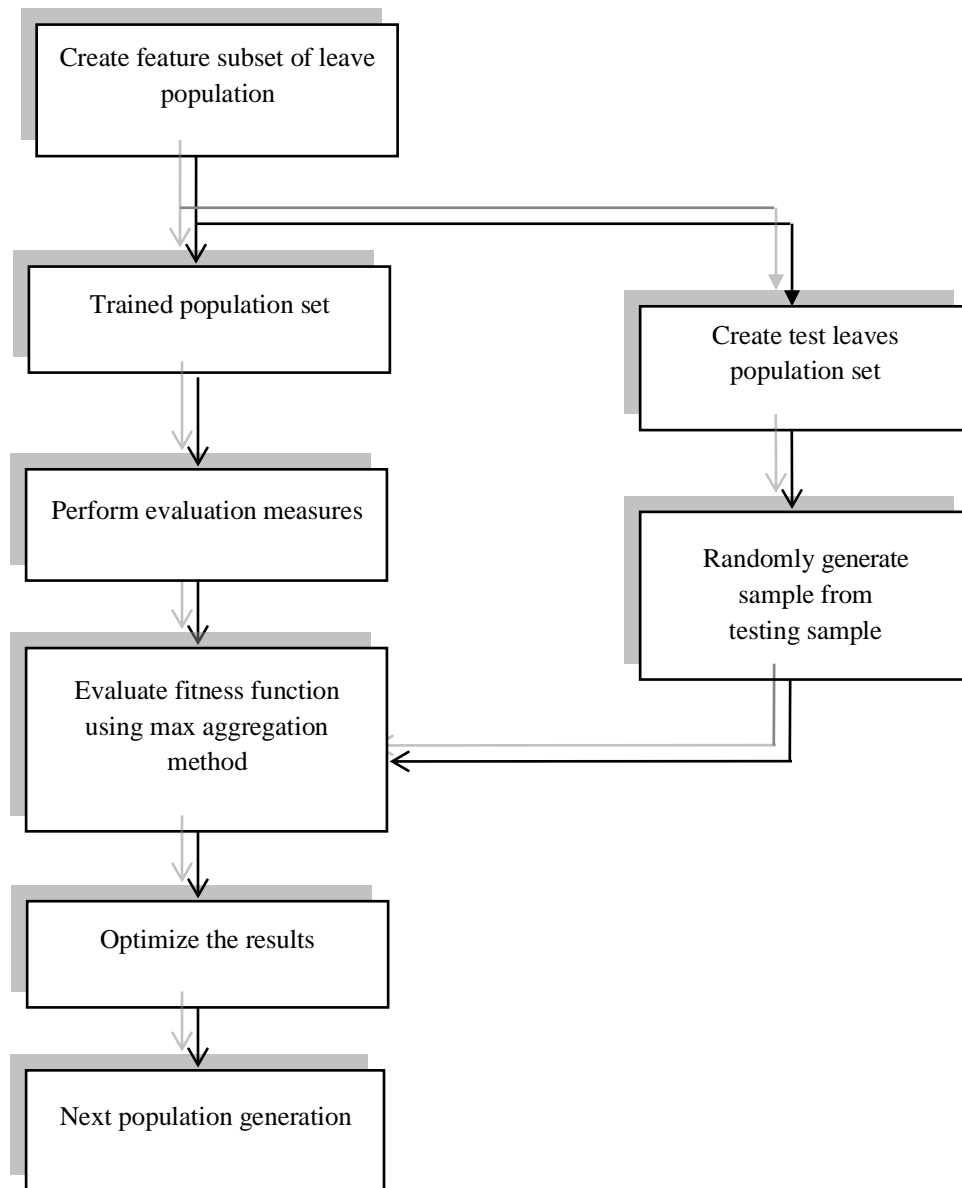 Create feature subset of leave
population
Trained population set
Create test leaves
population set
Perform evaluation measures
Randomly generate
sample from
testing sample
Evaluate fitness function
using max aggregation
method
Optimize the results
Next population generation